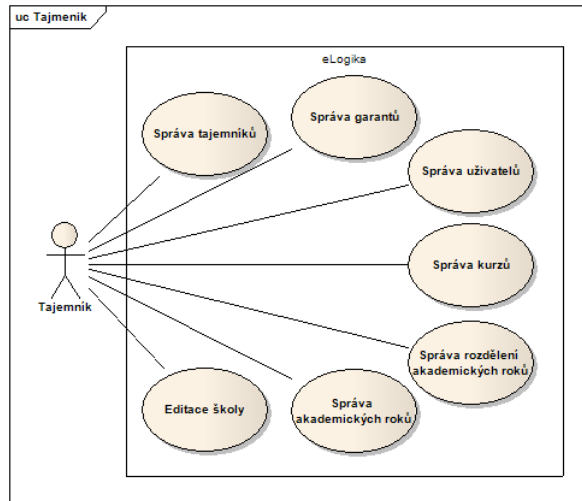 uc Tajmenik
eLogika
Správa tajemníků
Správa garantů
Správa uživatelů
Správa kurzů
Tajemník
Správa rozdělení
akademických roků
Editace školy
Správa
akademických roků